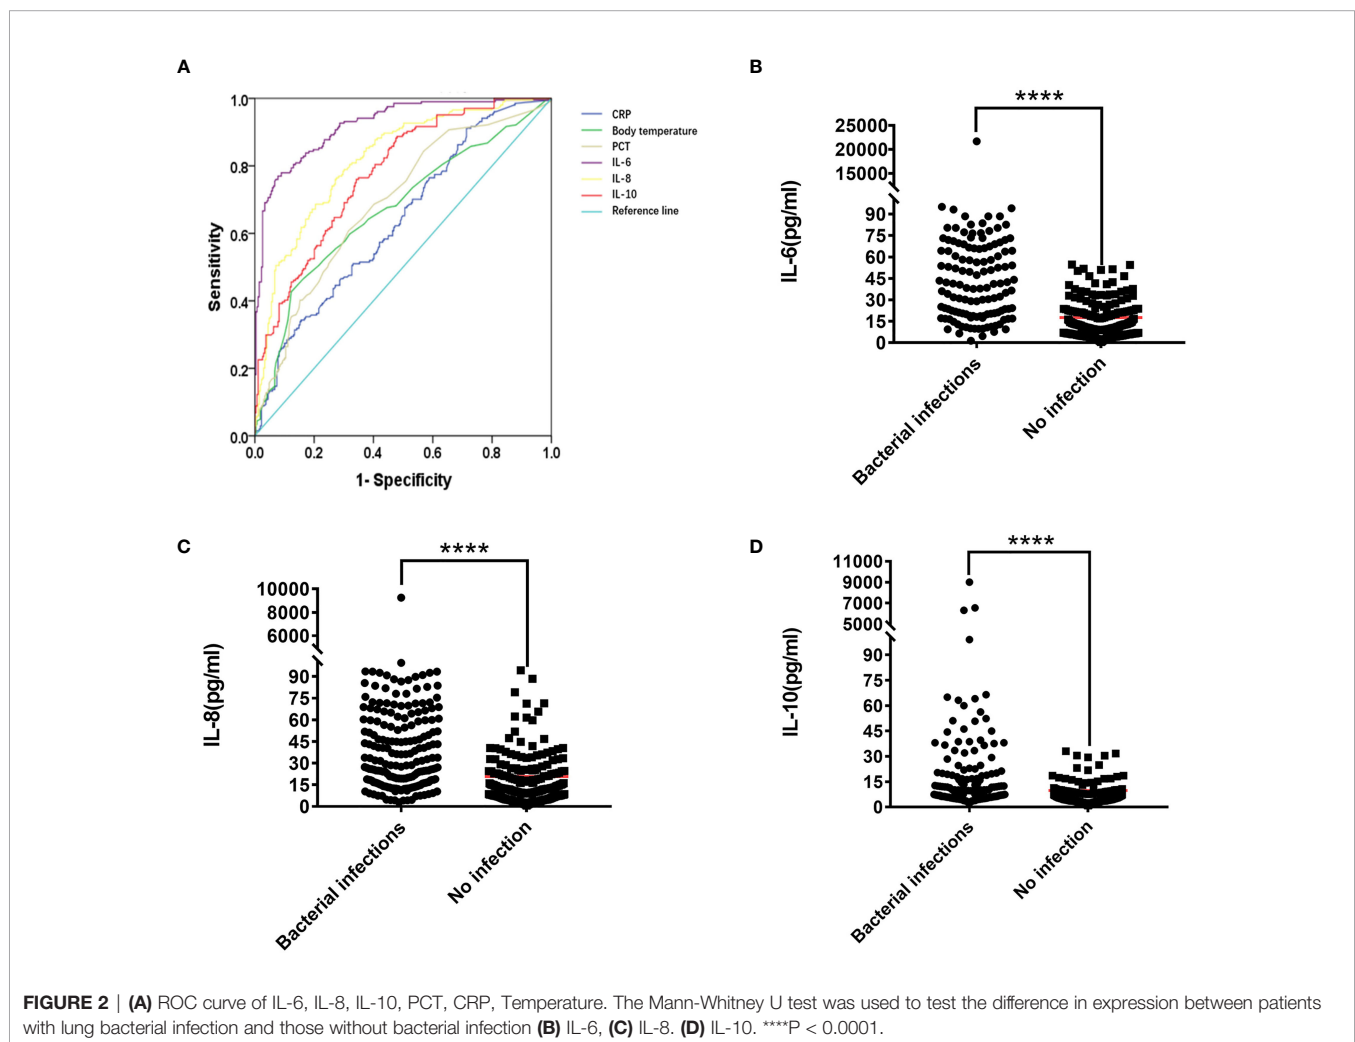 A
1.0
0.8
0.6
0.4
0.2
0.0
Sensitivity
0.0 0.2 0.4 0.6 0.8 1.0
1- Specificity
CRP
Body temperature
PCT
IL-6
IL-8
IL-10
Reference line
B
****
25000
20000
15000
90
75
60
45
30
15
0
IL-6(pg/ml)
Bacterial infections
No infection
C
****
10000
8000
6000
90
75
60
45
30
15
0
IL-8(pg/ml)
Bacterial infections
No infection
D
****
11000
9000
7000
5000
90
75
60
45
30
15
0
IL-10(pg/ml)
Bacterial infections
No infection
FIGURE 2 | (A) ROC curve of IL-6, IL-8, IL-10, PCT, CRP, Temperature. The Mann-Whitney U test was used to test the difference in expression between patients
with lung bacterial infection and those without bacterial infection (B) IL-6, (C) IL-8. (D) IL-10. ****P < 0.0001.